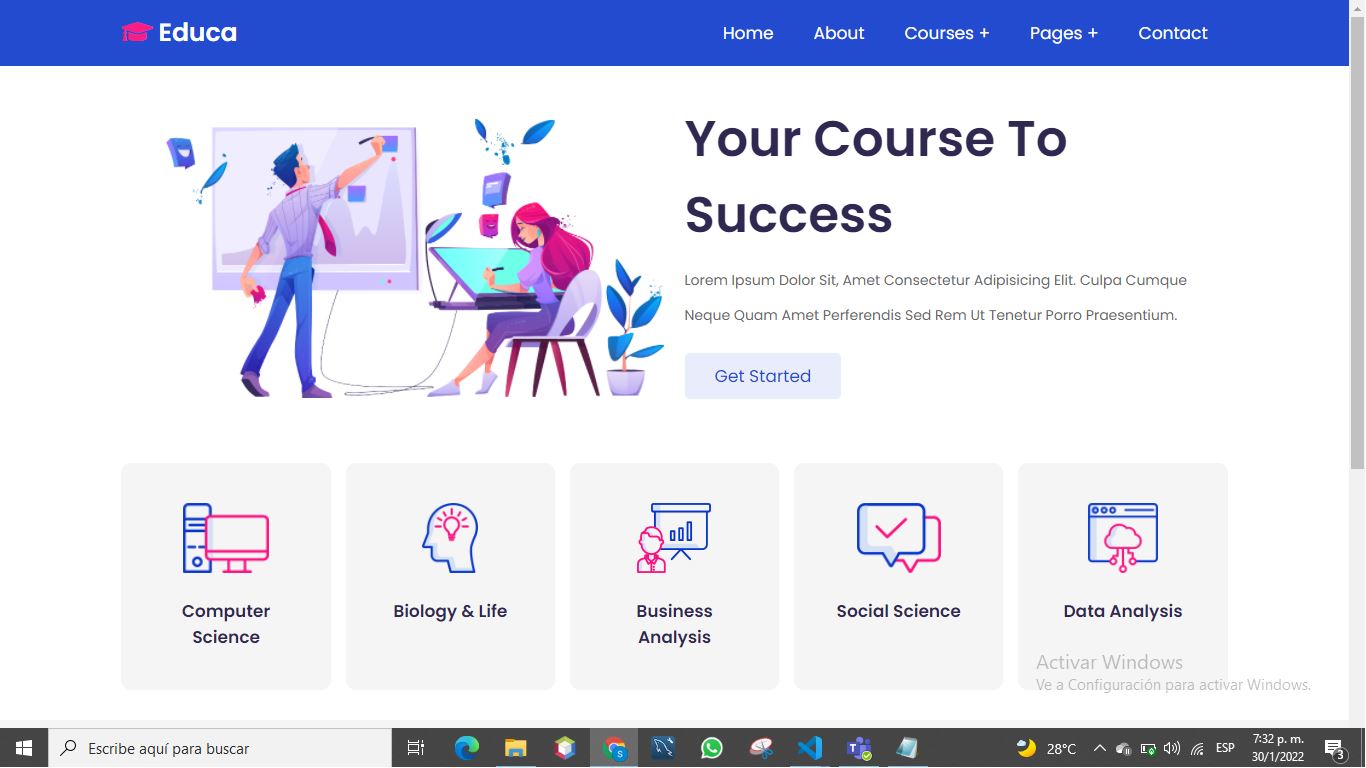 Educa
Home About Courses + Pages + Contact
Your Course To
Success
Lorem Ipsum Dolor Sit, Amet Consectetur Adipisicing Elit. Culpa Cumque
Neque Quam Amet Perferendis Sed Rem Ut Tenetur Porro Praesentium.
Get Started
Computer
Science
Biology & Life
Business
Analysis
Social Science
Data Analysis
Activar Windows
Ve a Configuración para activar Windows.
Escribe aquí para buscar
28°C
ESP
7:32 p. m.
30/1/2022
3
S